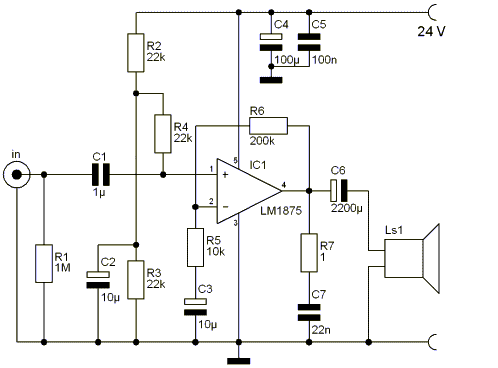 R2
22k
C4
100µ
C5
100n
24 V
R4
22k
R6
200k
in
C1
1µ
5
IC1
1
+
4
2
−
3
LM1875
C6
2200µ
R1
1M
C2
10µ
R3
22k
R5
10k
C3
10µ
R7
1
C7
22n
Ls1